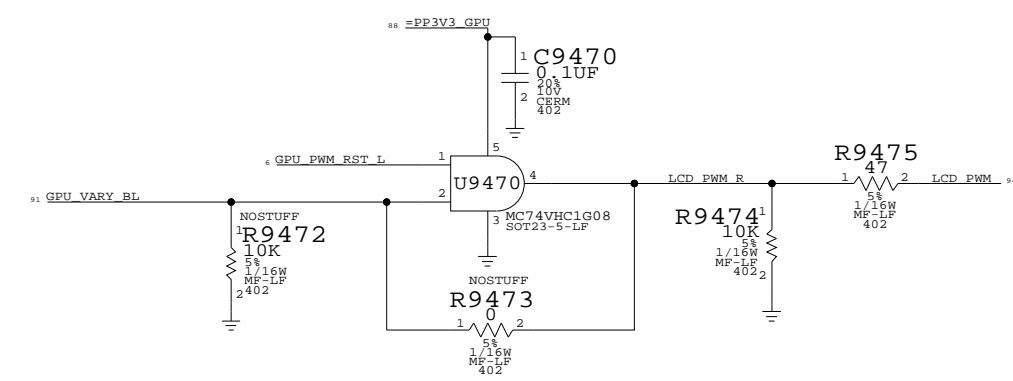 88 =PP3V3_GPU
1 C9470
0.1UF
20%
10V
2 CERM
402
5
6 GPU_PWM_RST_L 1
U9470
4
2
3 MC74VHC1G08
SOT23-5-LF
91 GPU_VARY_BL
LCD_PWM_R
R9475
47
1 2
5%
1/16W
MF-LF
402
LCD_PWM
NOSTUFF
1 R9472
10K
5%
1/16W
MF-LF
2 402
R9474 1
10K
5%
1/16W
MF-LF
402 2
NOSTUFF
R9473
0
1 2
5%
1/16W
MF-LF
402